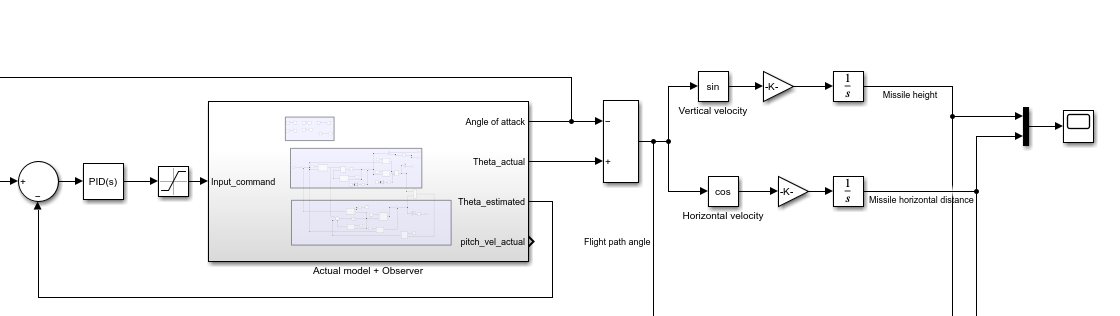 sin
-K-
1
s
Missile height
Vertical velocity
Angle of attack
−
Theta_actual
+
+
−
PID(s)
Input_command
Theta_estimated
cos
-K-
1
s
Missile horizontal distance
Horizontal velocity
pitch_vel_actual
Flight path angle
Actual model + Observer